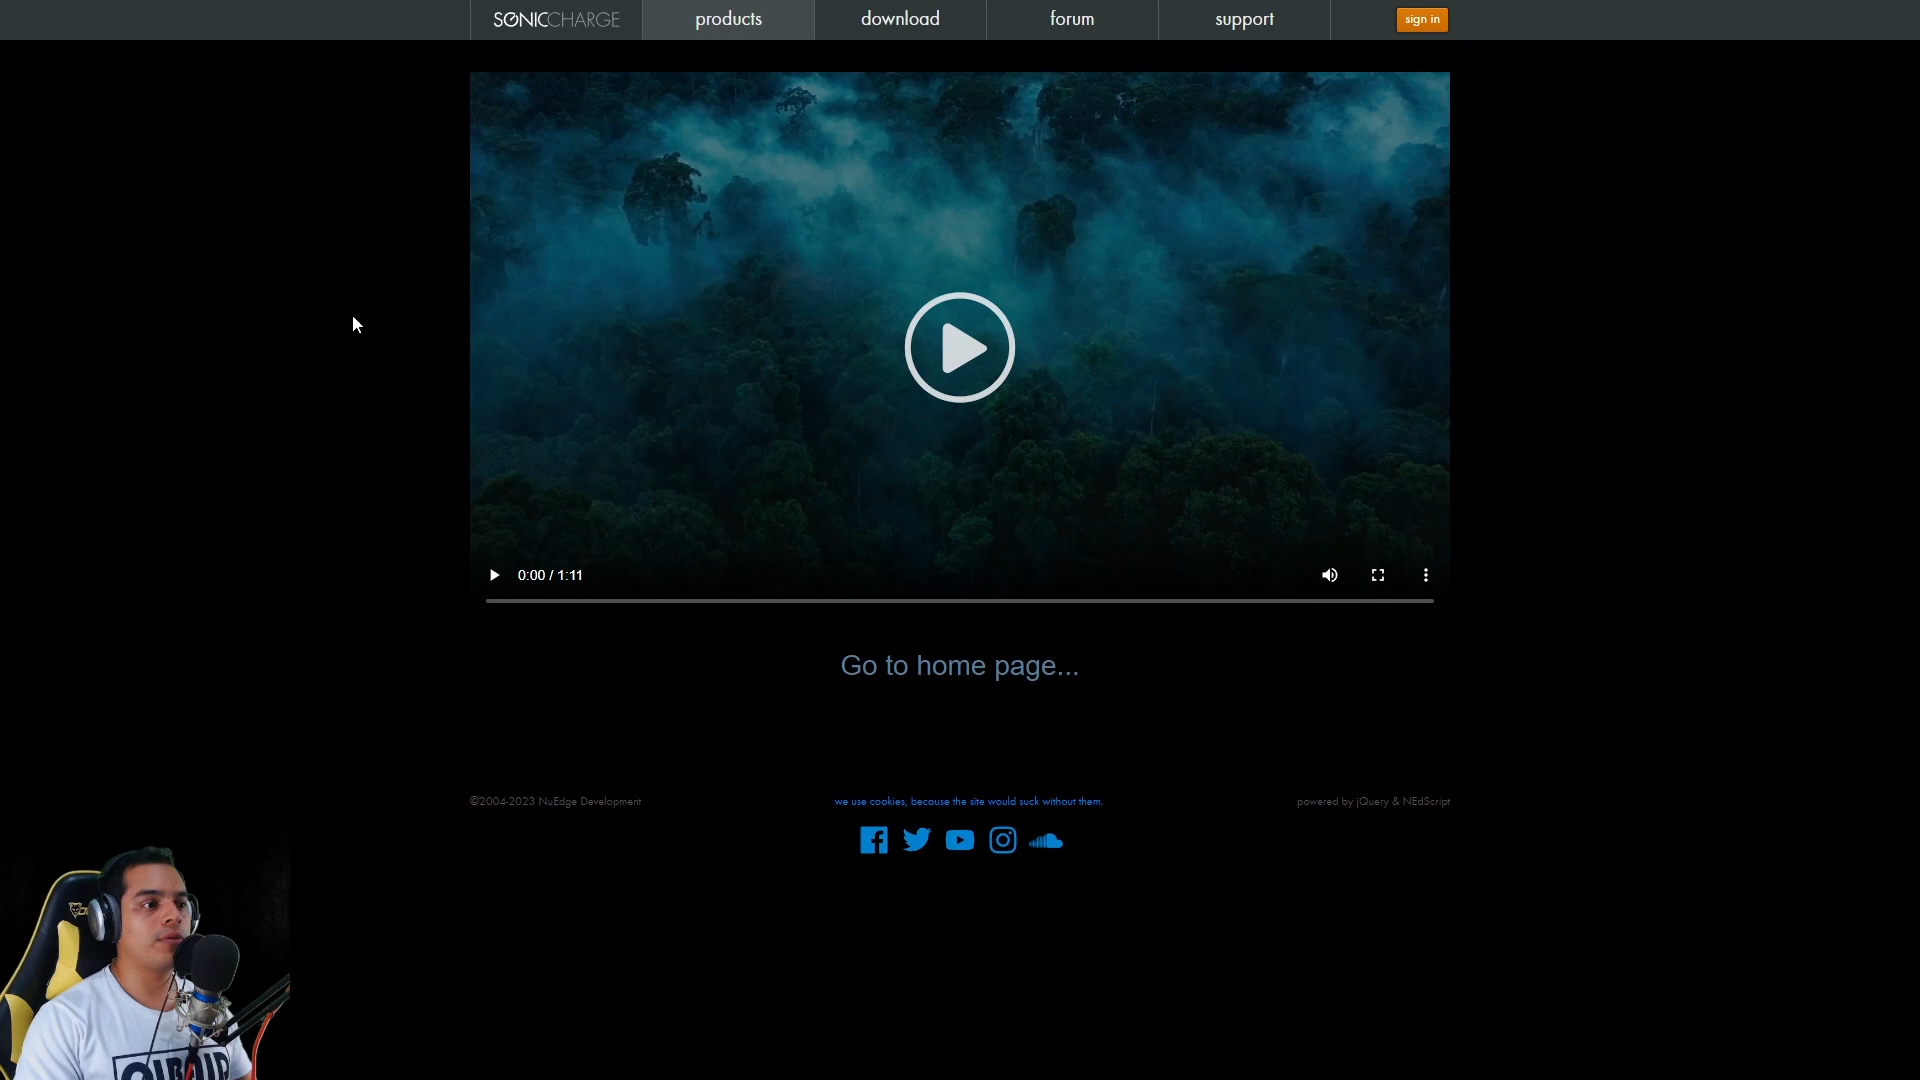 SONICCHARGE
products
download
forum
support
sign in
0:00 / 1:11
Go to home page...
©2004-2023 NuEdge Development
we use cookies, because the site would suck without them.
powered by jQuery & NEdScript